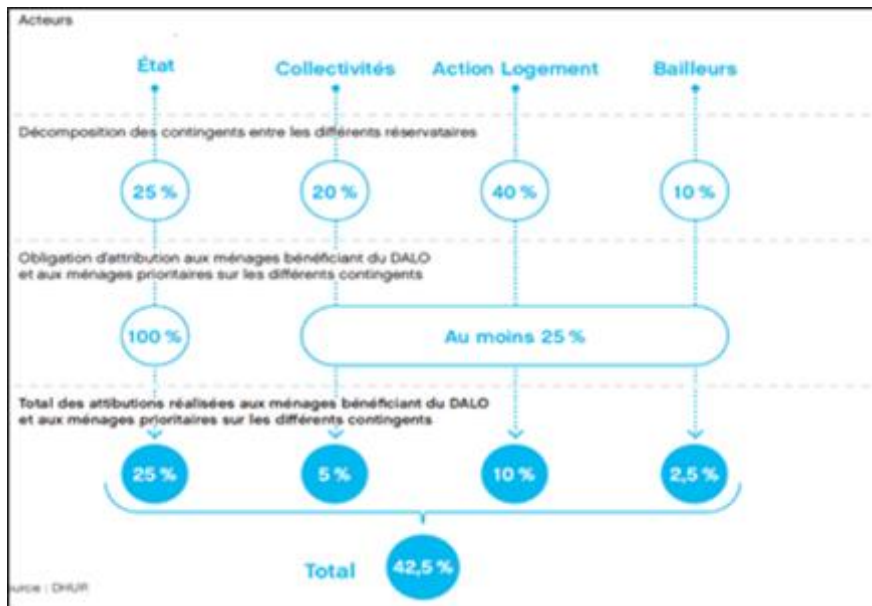 Acteurs
État Collectivités Action Logement Bailleurs
Décomposition des contingents entre les différents réservataires
25 % 20 % 40 % 10 %
Obligation d'attribution aux ménages bénéficiant du DALO
et aux ménages prioritaires sur les différents contingents
100 % Au moins 25 %
Total des attibutions réalisées aux ménages bénéficiant du DALO
et aux ménages prioritaires sur les différents contingents
25 % 5 % 10 % 2,5 %
Total 42,5 %
ource : DHUP